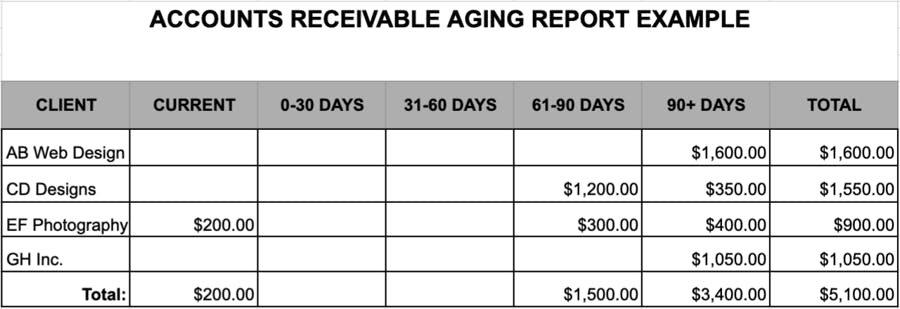 ACCOUNTS RECEIVABLE AGING REPORT EXAMPLE
CLIENT CURRENT 0-30 DAYS 31-60 DAYS 61-90 DAYS 90+ DAYS TOTAL
AB Web Design $1,600.00 $1,600.00
CD Designs $1,200.00 $350.00 $1,550.00
EF Photography $200.00 $300.00 $400.00 $900.00
GH Inc. $1,050.00 $1,050.00
Total: $200.00 $1,500.00 $3,400.00 $5,100.00